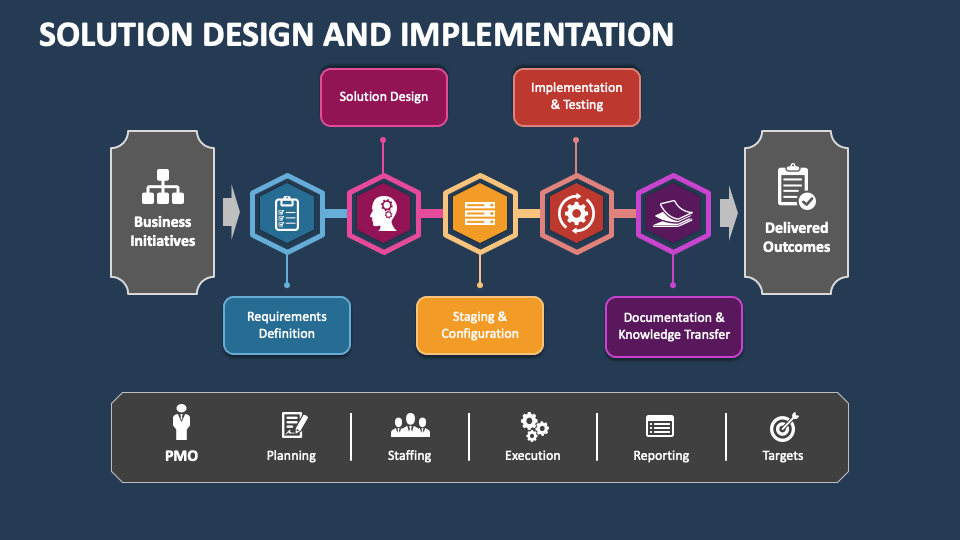 SOLUTION DESIGN AND IMPLEMENTATION
Solution Design
Implementation
& Testing
Business
Initiatives
Delivered
Outcomes
Requirements
Definition
Staging &
Configuration
Documentation &
Knowledge Transfer
PMO
Planning
Staffing
Execution
Reporting
Targets